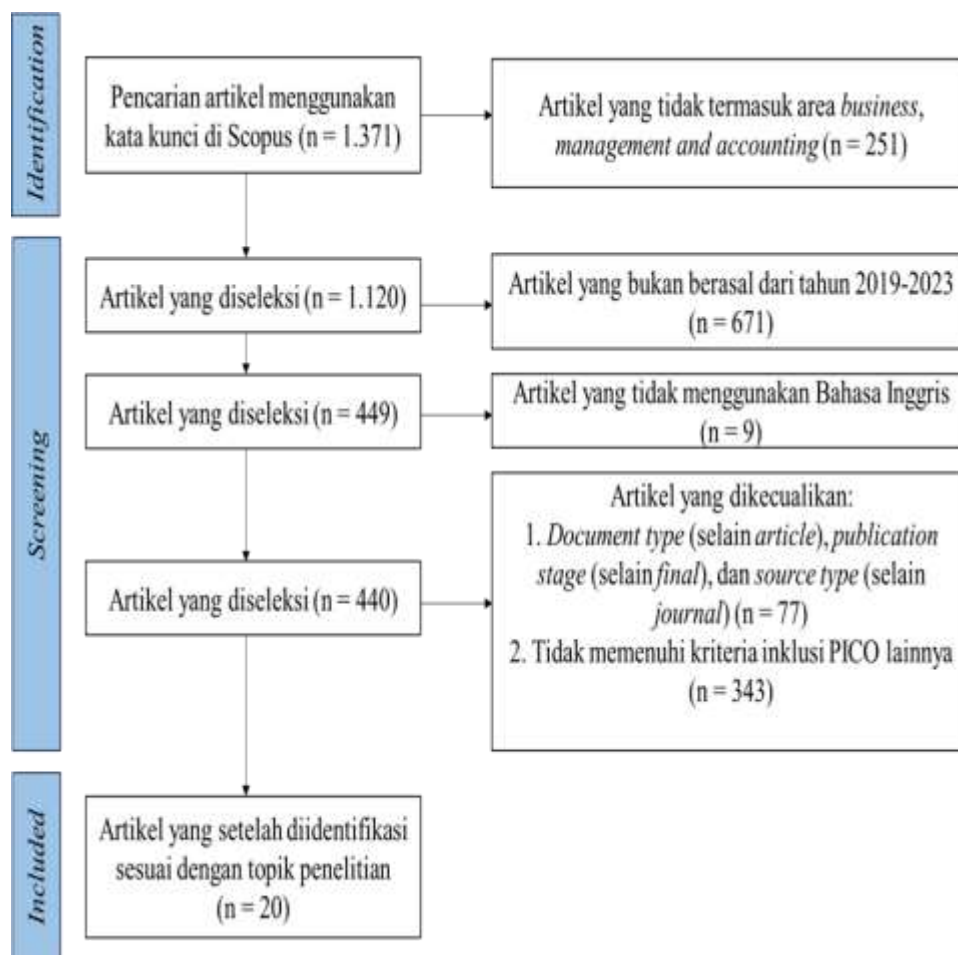 Identification
Pencarian artikel menggunakan
kata kunci di Scopus (n = 1.371)
Artikel yang tidak termasuk area business,
management and accounting (n = 251)
Screening
Artikel yang diseleksi (n = 1.120)
Artikel yang bukan berasal dari tahun 2019-2023
(n = 671)
Artikel yang diseleksi (n = 449)
Artikel yang tidak menggunakan Bahasa Inggris
(n = 9)
Artikel yang diseleksi (n = 440)
Artikel yang dikecualikan:
1. Document type (selain article), publication
stage (selain final), dan source type (selain
journal) (n = 77)
2. Tidak memenuhi kriteria inklusi PICO lainnya
(n = 343)
Included
Artikel yang setelah diidentifikasi
sesuai dengan topik penelitian
(n = 20)